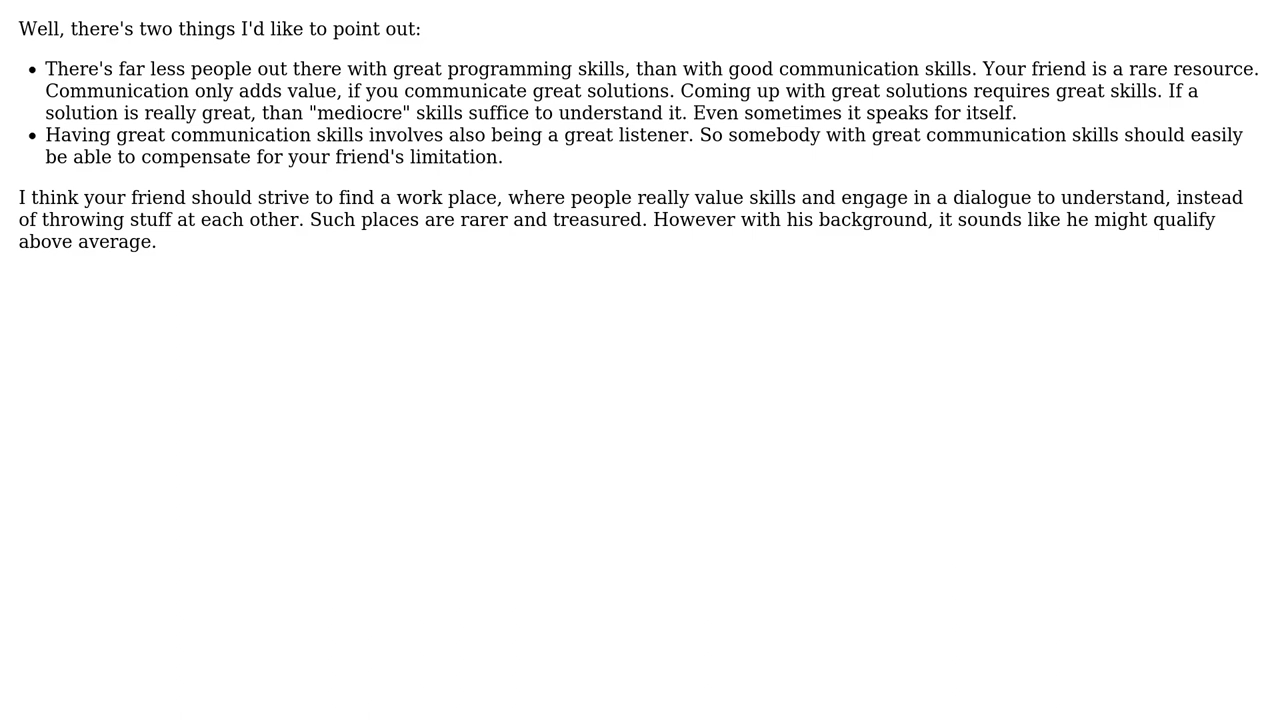 Well, there's two things I'd like to point out:
• There's far less people out there with great programming skills, than with good communication skills. Your friend is a rare resource.
Communication only adds value, if you communicate great solutions. Coming up with great solutions requires great skills. If a
solution is really great, than "mediocre" skills suffice to understand it. Even sometimes it speaks for itself.
• Having great communication skills involves also being a great listener. So somebody with great communication skills should easily
be able to compensate for your friend's limitation.
I think your friend should strive to find a work place, where people really value skills and engage in a dialogue to understand, instead
of throwing stuff at each other. Such places are rarer and treasured. However with his background, it sounds like he might qualify
above average.